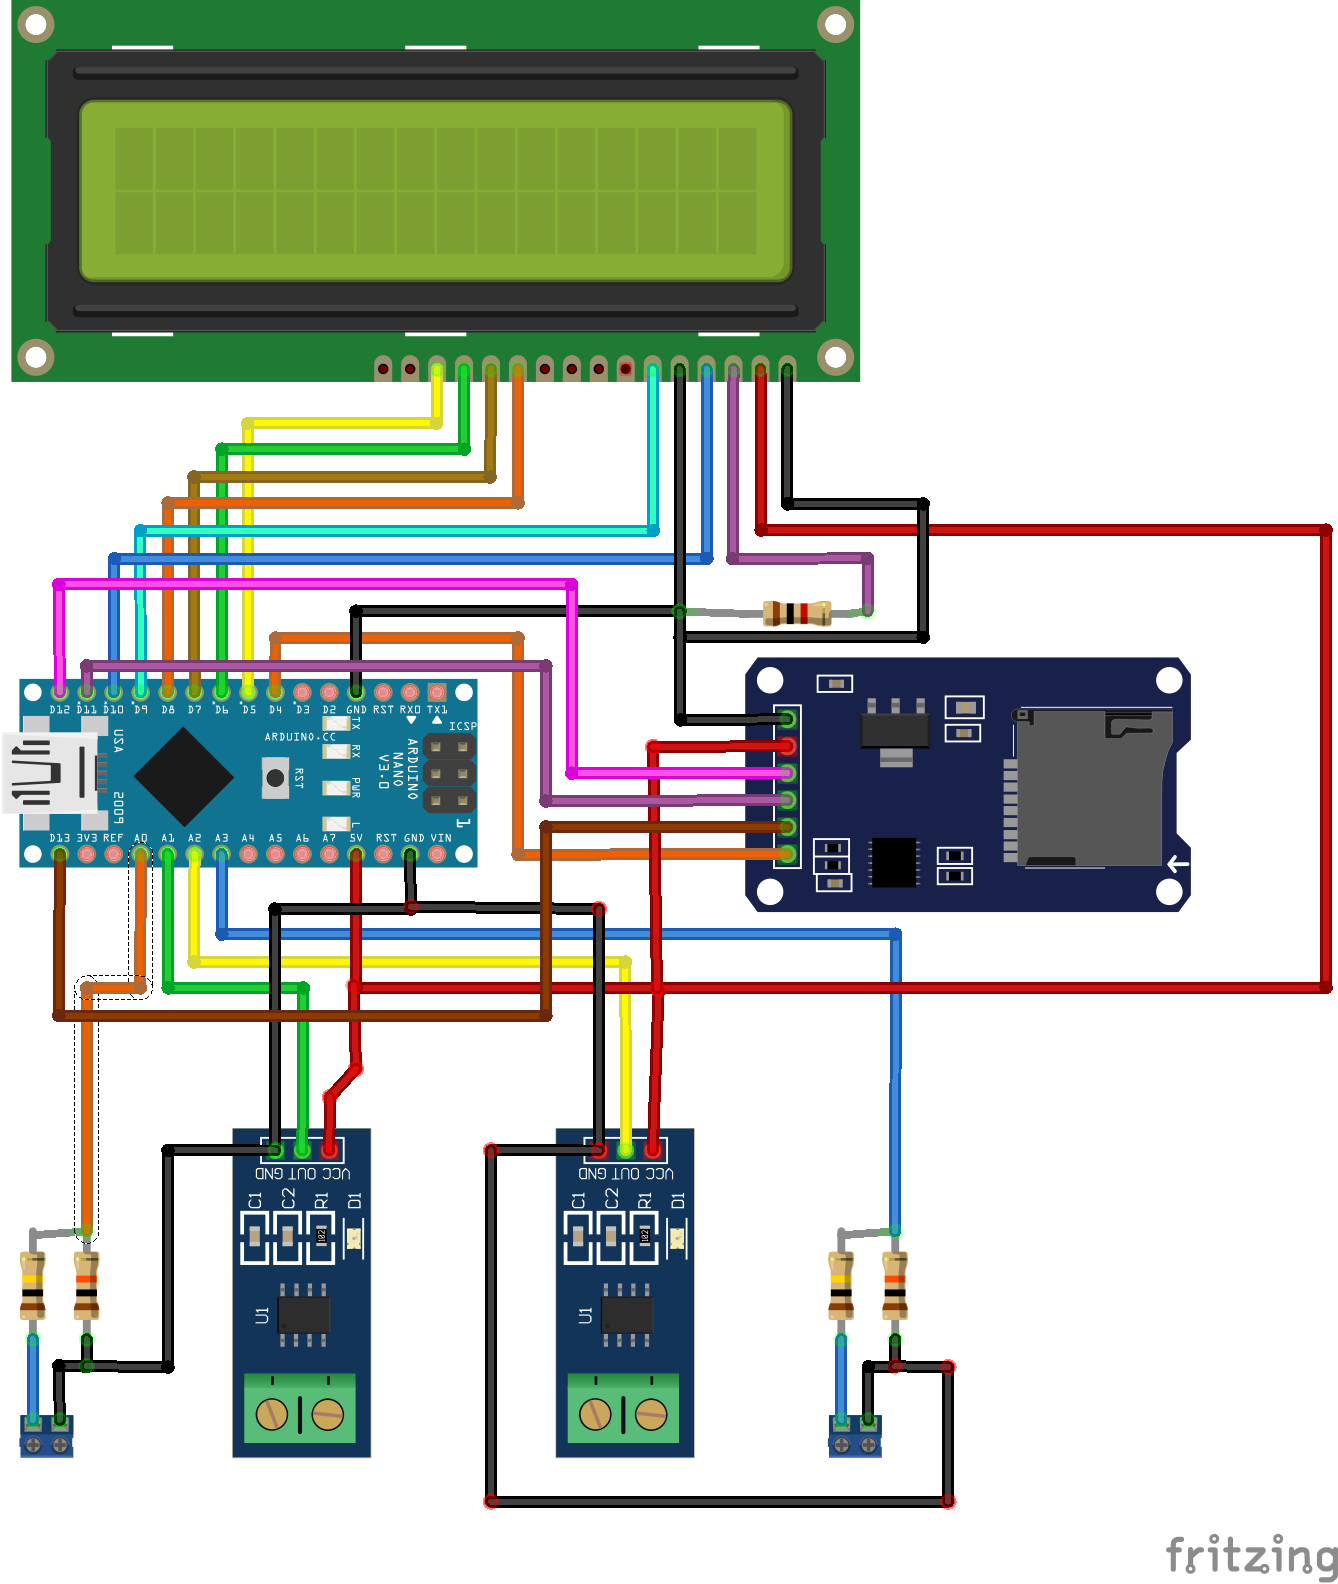 D12 D11 D10 D9 D8 D7 D6 D5 D4 D3 D2 GND RST RX0 TX1
TX
RX
PWR
L
USA
2009
ARDUINO.CC
RST
ARDUINO
NANO
V3.0
ICSP
1
D13 3V3 REF A0 A1 A2 A3 A4 A5 A6 A7 5V RST GND VIN
VCC OUT GND
C1
C2
R1
D1
102
U1
VCC OUT GND
C1
C2
R1
D1
102
U1
fritzing